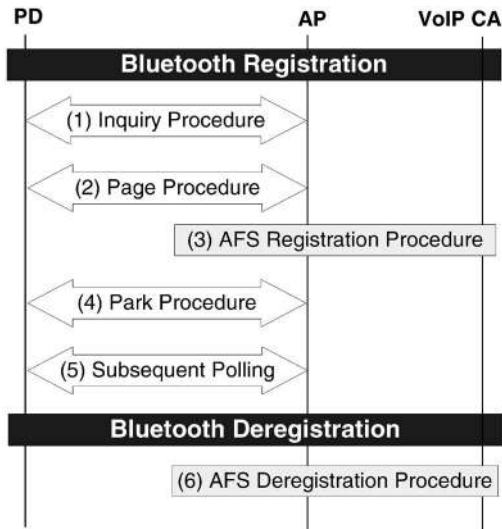 PD AP VoIP CA
Bluetooth Registration
(1) Inquiry Procedure
(2) Page Procedure
(3) AFS Registration Procedure
(4) Park Procedure
(5) Subsequent Polling
Bluetooth Deregistration
(6) AFS Deregistration Procedure